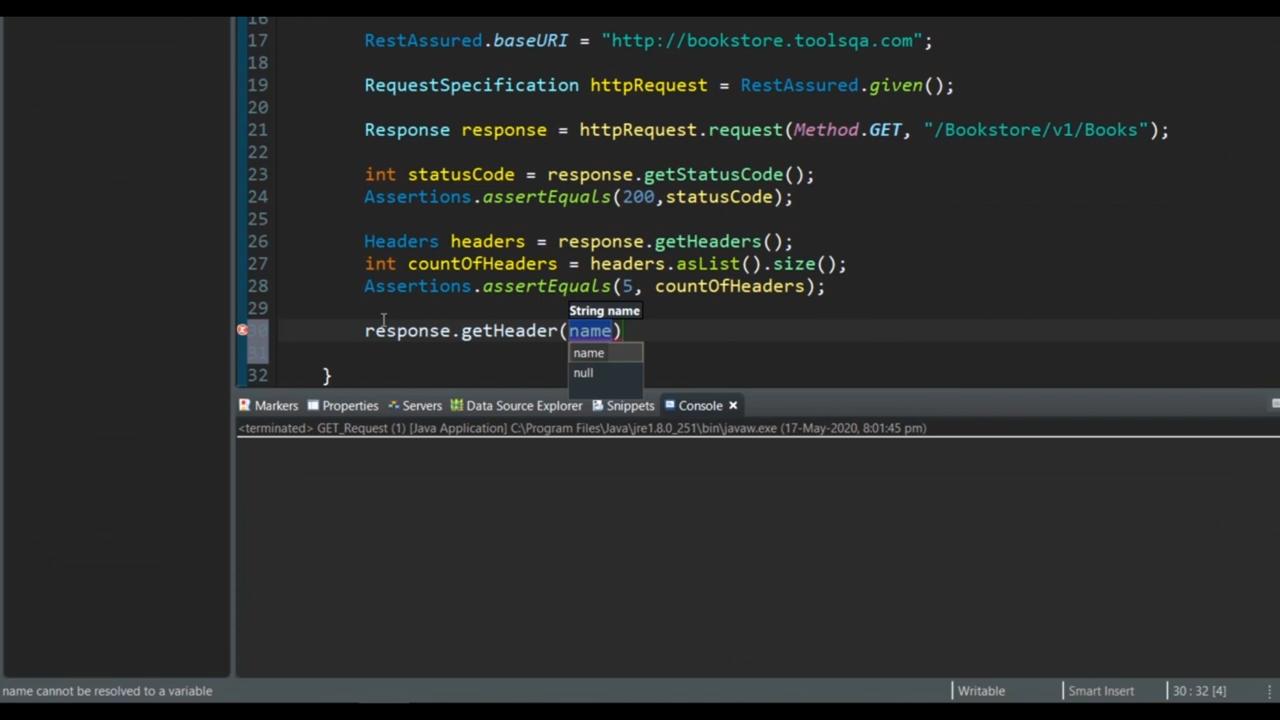 16
17 RestAssured.baseURI = "http://bookstore.toolsqa.com";
18
19 RequestSpecification httpRequest = RestAssured.given();
20
21 Response response = httpRequest.request(Method.GET, "/Bookstore/v1/Books");
22
23 int statusCode = response.getStatusCode();
24 Assertions.assertEquals(200,statusCode);
25
26 Headers headers = response.getHeaders();
27 int countOfHeaders = headers.asList().size();
28 Assertions.assertEquals(5, countOfHeaders);
29
String name
30 response.getHeader(name)
31
name
null
32 }
Markers Properties Servers Data Source Explorer Snippets Console
<terminated> GET_Request (1) [Java Application] C:\Program Files\Java\jre1.8.0_251\bin\javaw.exe (17-May-2020, 8:01:45 pm)
name cannot be resolved to a variable Writable Smart Insert 30 : 32 [4]